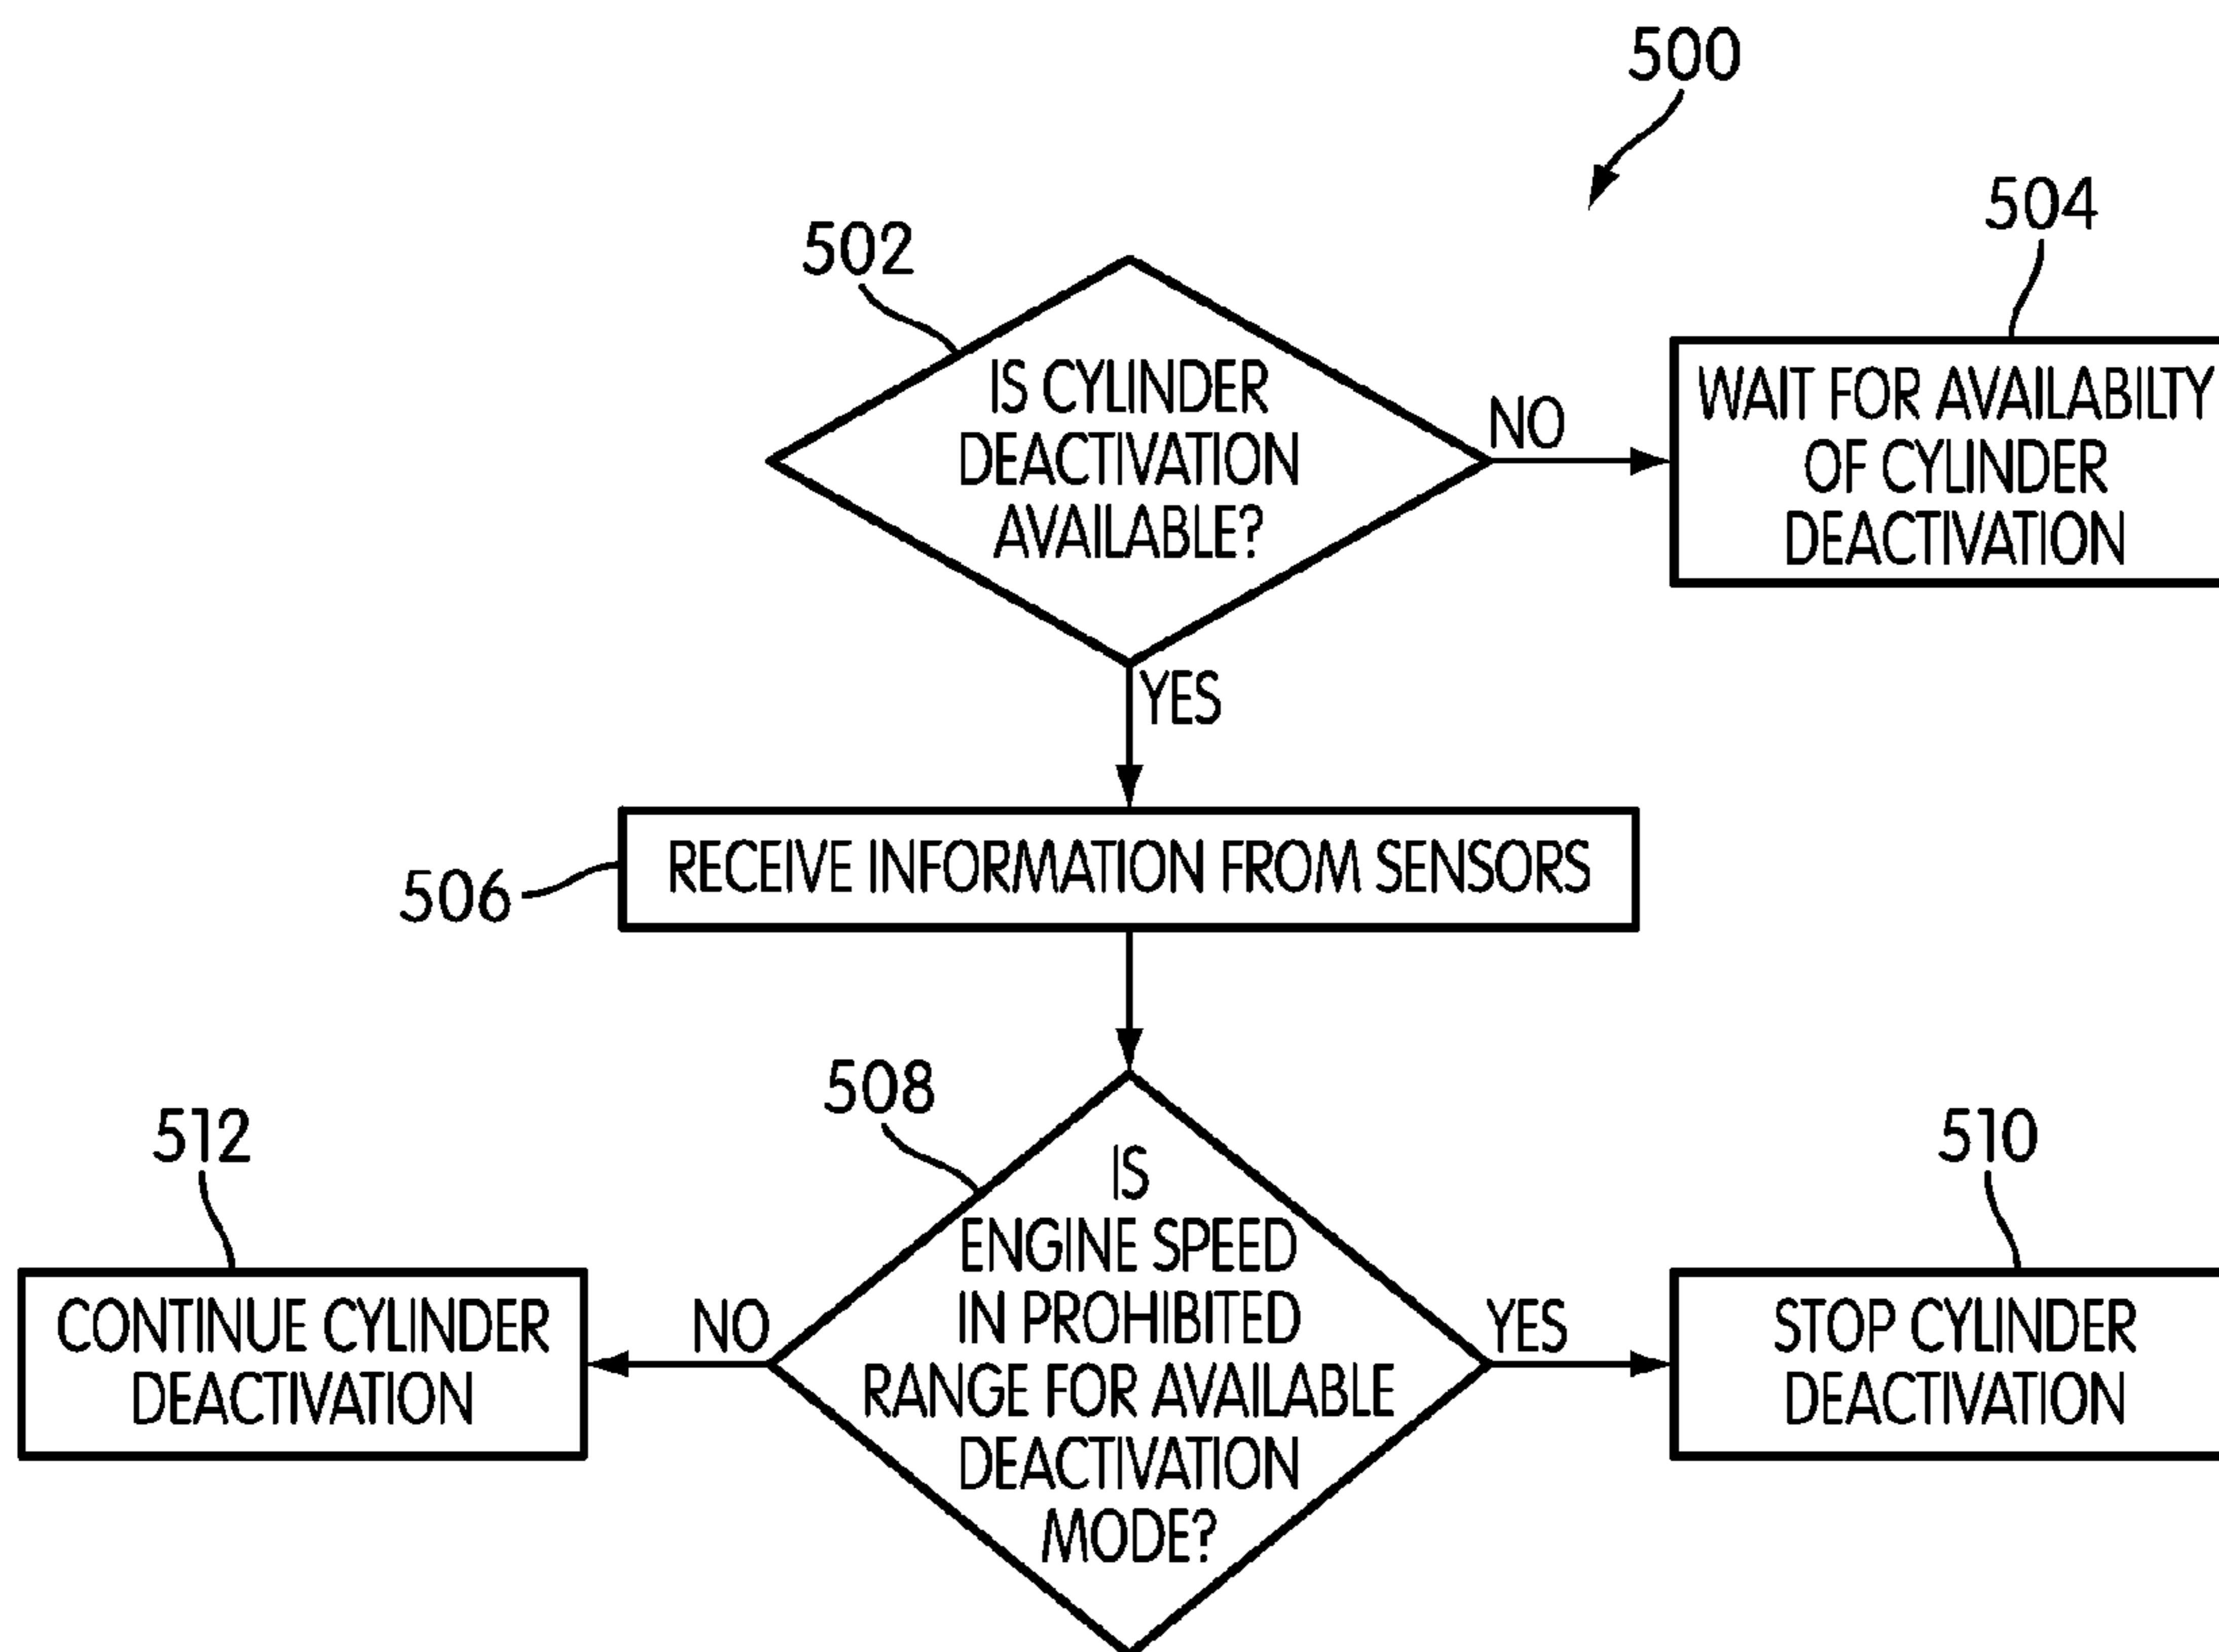 500
502
504
IS CYLINDER
DEACTIVATION
AVAILABLE?
NO
WAIT FOR AVAILABILTY
OF CYLINDER
DEACTIVATION
YES
506
RECEIVE INFORMATION FROM SENSORS
508
512
510
IS
ENGINE SPEED
IN PROHIBITED
RANGE FOR AVAILABLE
DEACTIVATION
MODE?
NO
CONTINUE CYLINDER
DEACTIVATION
YES
STOP CYLINDER
DEACTIVATION